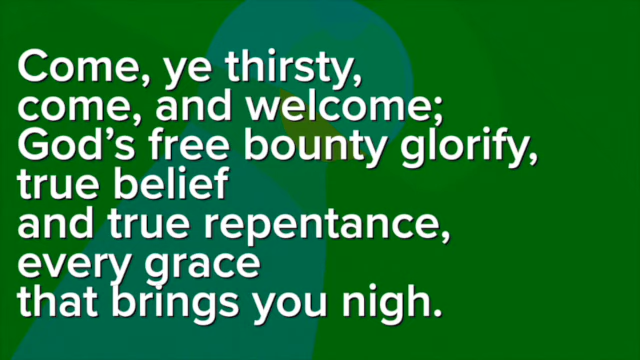 Come, ye thirsty,
come, and welcome;
God’s free bounty glorify,
true belief
and true repentance,
every grace
that brings you nigh.